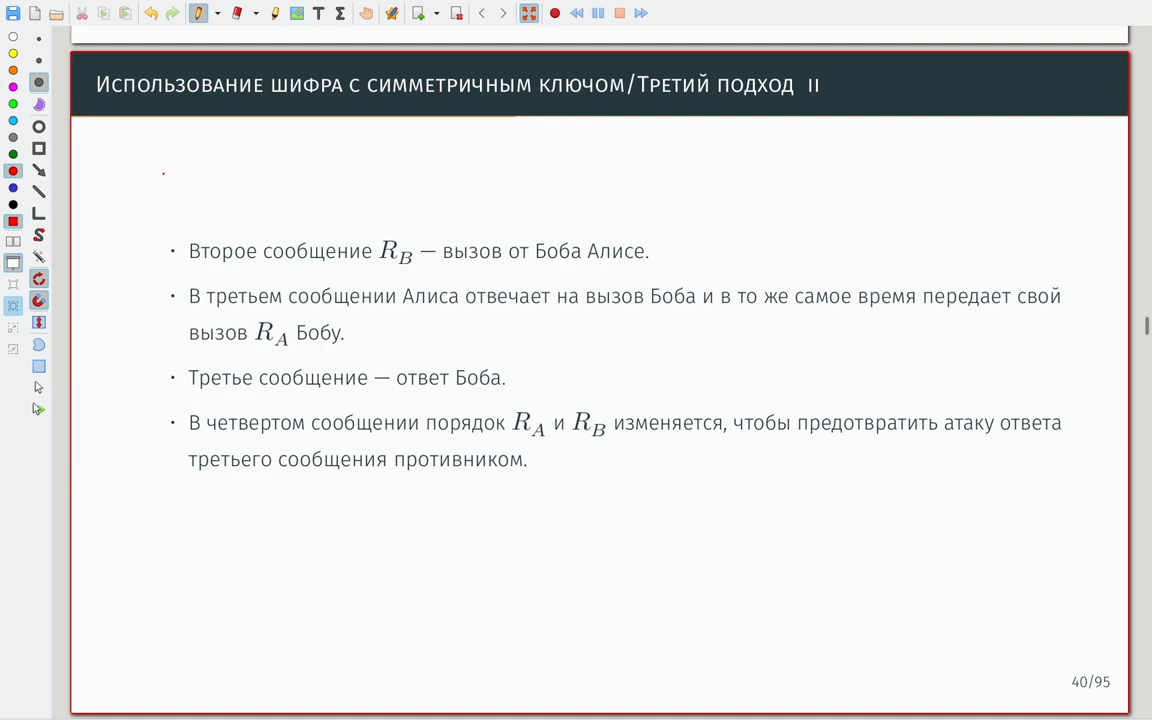 Использование шифра с симметричным ключом/Третий подход II
· Второе сообщение R_B — вызов от Боба Алисе.
· В третьем сообщении Алиса отвечает на вызов Боба и в то же самое время передает свой
вызов R_A Бобу.
· Третье сообщение — ответ Боба.
· В четвертом сообщении порядок R_A и R_B изменяется, чтобы предотвратить атаку ответа
третьего сообщения противником.
40/95